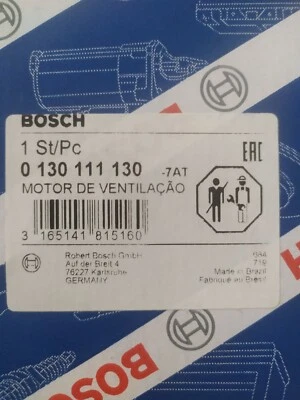 BOSCH
1 St/Pc
0 130 111 130 -7AT
EAC
MOTOR DE VENTILAÇÃO
3 165141 815160
Robert Bosch GmbH
Auf der Breit 4
76227 Karlsruhe
GERMANY
Made in Brazil
Fabriqué au Brésil
BOSCH